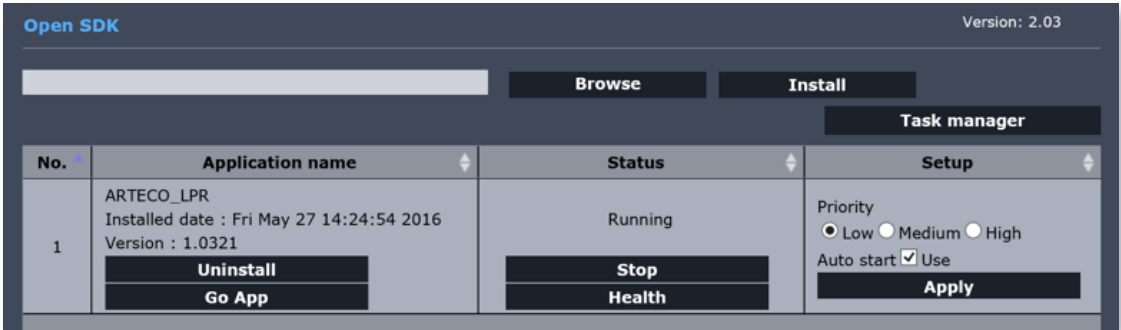 Open SDK Version: 2.03
Browse Install
Task manager
No. Application name Status Setup
1
ARTECO_LPR
Installed date : Fri May 27 14:24:54 2016
Version : 1.0321
Uninstall
Go App
Running
Stop
Health
Priority
Low Medium High
Auto start Use
Apply